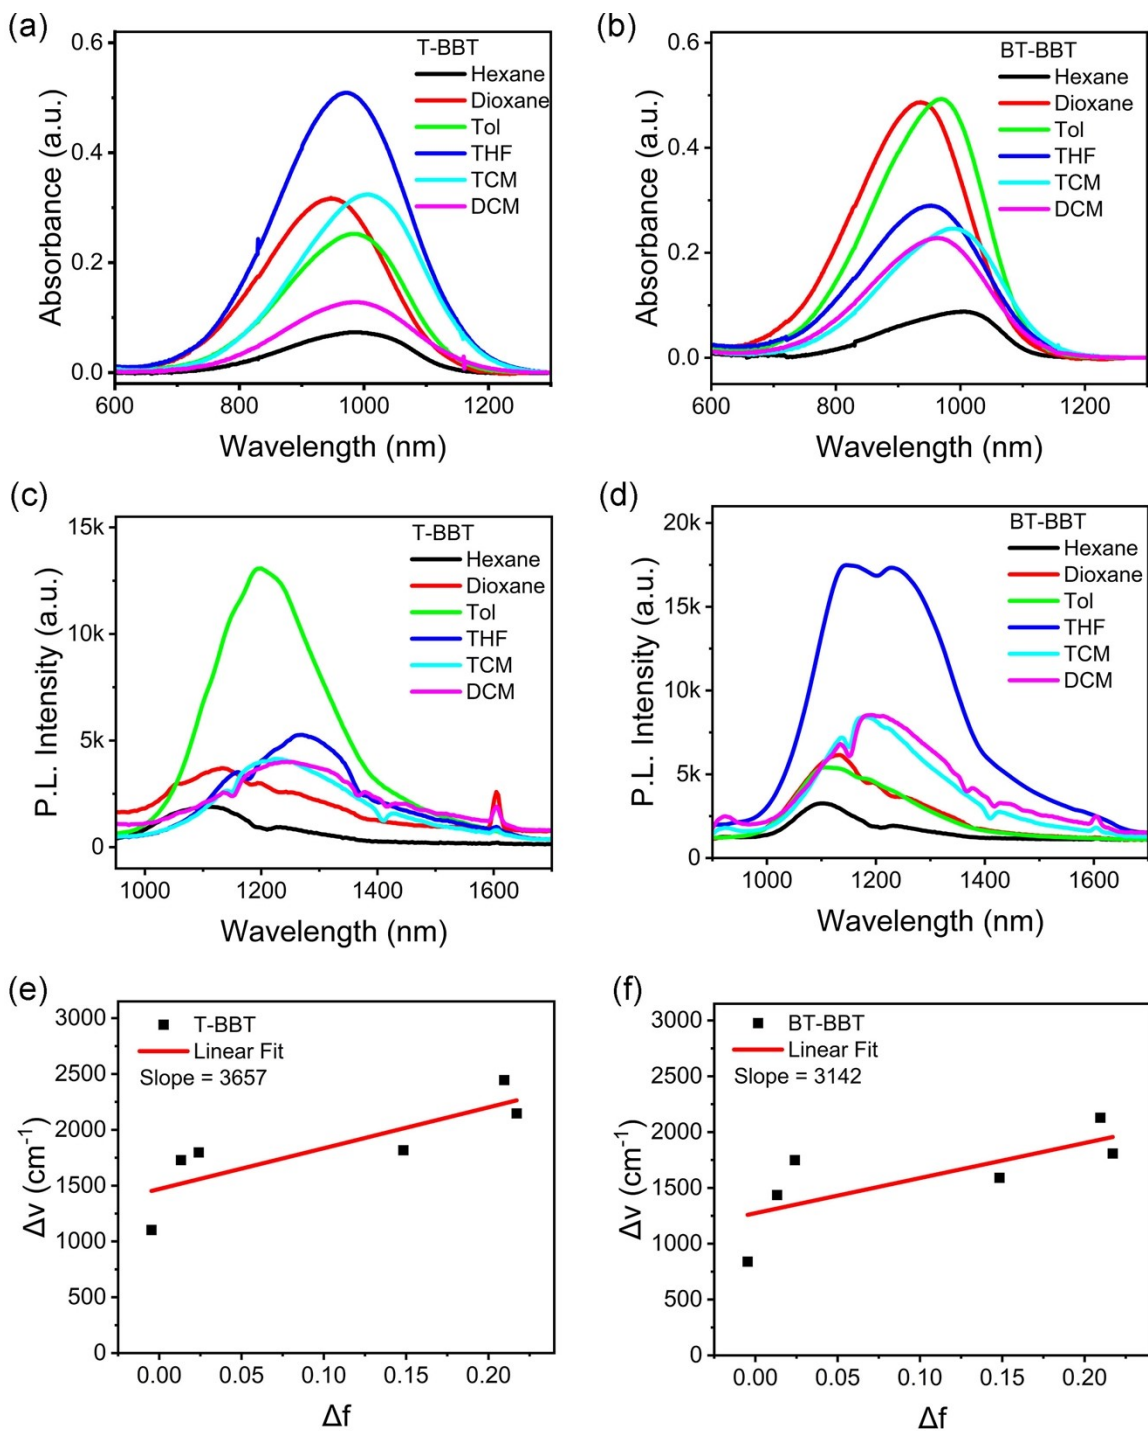 (a)
T-BBT
Hexane
Dioxane
Tol
THF
TCM
DCM
0.6
0.4
0.2
0.0
Absorbance (a.u.)
600 800 1000 1200
Wavelength (nm)
(b)
BT-BBT
Hexane
Dioxane
Tol
THF
TCM
DCM
0.6
0.4
0.2
0.0
Absorbance (a.u.)
600 800 1000 1200
Wavelength (nm)
(c)
T-BBT
Hexane
Dioxane
Tol
THF
TCM
DCM
15k
10k
5k
0
P.L. Intensity (a.u.)
1000 1200 1400 1600
Wavelength (nm)
(d)
BT-BBT
Hexane
Dioxane
Tol
THF
TCM
DCM
20k
15k
10k
5k
0
P.L. Intensity (a.u.)
1000 1200 1400 1600
Wavelength (nm)
(e)
T-BBT
Linear Fit
Slope = 3657
3000
2500
2000
1500
1000
500
0
Δv (cm⁻¹)
0.00 0.05 0.10 0.15 0.20
Δf
(f)
BT-BBT
Linear Fit
Slope = 3142
3000
2500
2000
1500
1000
500
0
Δv (cm⁻¹)
0.00 0.05 0.10 0.15 0.20
Δf